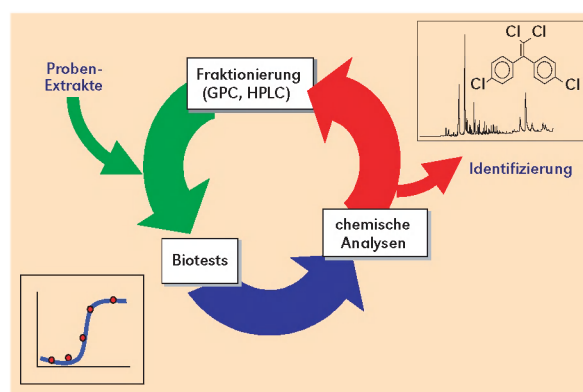 Proben-
Extrakte
Fraktionierung
(GPC, HPLC)
Cl Cl
Cl Cl
Identifizierung
chemische
Analysen
Biotests